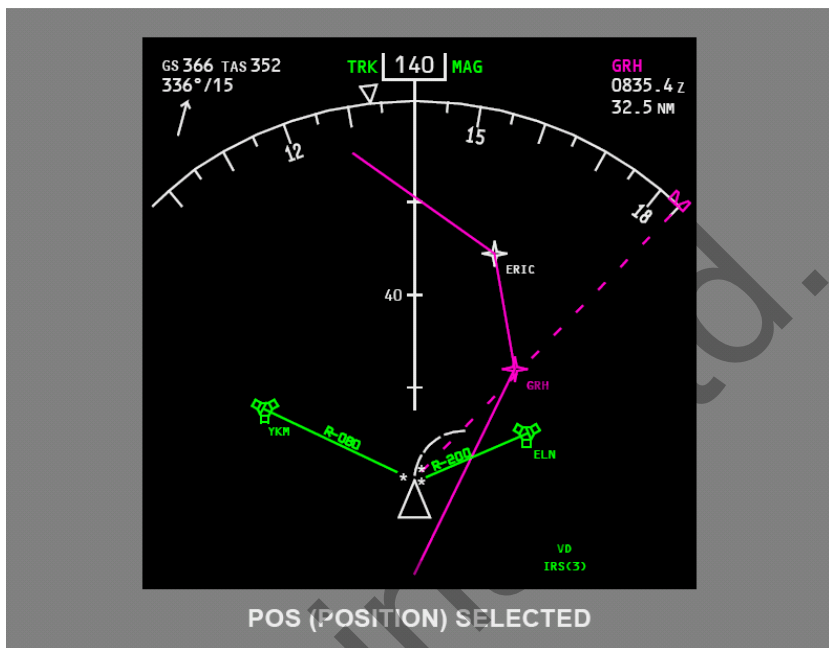 GS 366 TAS 352
336°/15
TRK 140 MAG
GRH
0835.4 Z
32.5 NM
12
15
18
ERIC
40
GRH
YKM
R-080
R-200
ELN
VD
IRS(3)
POS (POSITION) SELECTED